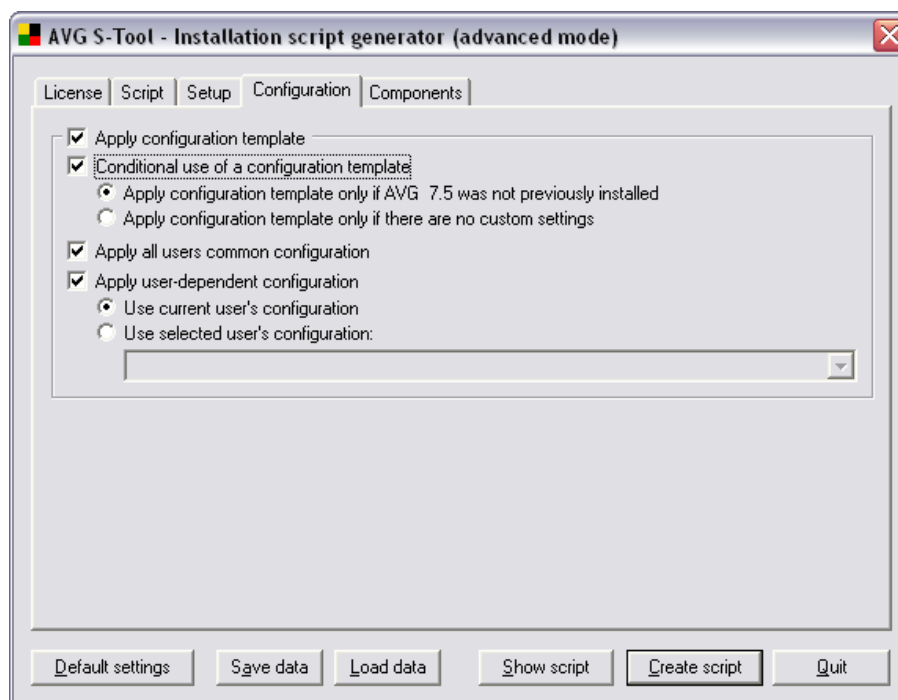 AVG S-Tool - Installation script generator (advanced mode)
License Script Setup Configuration Components
Apply configuration template
Conditional use of a configuration template
Apply configuration template only if AVG  7.5 was not previously installed
Apply configuration template only if there are no custom settings
Apply all users common configuration
Apply user-dependent configuration
Use current user's configuration
Use selected user's configuration:
Default settings Save data Load data Show script Create script Quit